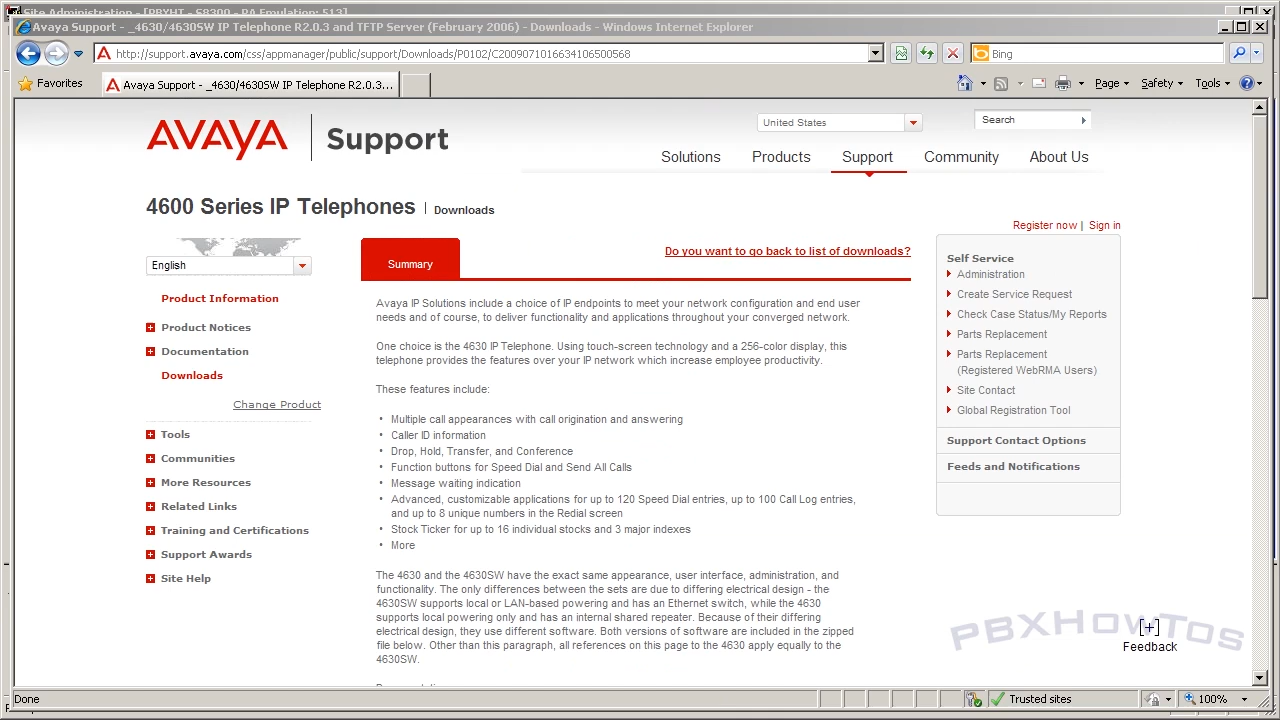 Site Administration - [PBXHT - S8300 - PA Emulation: 513]
Avaya Support - _4630/4630SW IP Telephone R2.0.3 and TFTP Server (February 2006) - Downloads - Windows Internet Explorer
http://support.avaya.com/css/appmanager/public/support/Downloads/P0102/C2009071016634106500568
Bing
Favorites
Avaya Support - _4630/4630SW IP Telephone R2.0.3...
Page
Safety
Tools
AVAYA
Support
United States
Search
Solutions
Products
Support
Community
About Us
4600 Series IP Telephones | Downloads
Register now | Sign in
English
Summary
Do you want to go back to list of downloads?
Product Information
Product Notices
Documentation
Downloads
Change Product
Tools
Communities
More Resources
Related Links
Training and Certifications
Support Awards
Site Help
Avaya IP Solutions include a choice of IP endpoints to meet your network configuration and end user
needs and of course, to deliver functionality and applications throughout your converged network.
One choice is the 4630 IP Telephone. Using touch-screen technology and a 256-color display, this
telephone provides the features over your IP network which increase employee productivity.
These features include:
• Multiple call appearances with call origination and answering
• Caller ID information
• Drop, Hold, Transfer, and Conference
• Function buttons for Speed Dial and Send All Calls
• Message waiting indication
• Advanced, customizable applications for up to 120 Speed Dial entries, up to 100 Call Log entries,
and up to 8 unique numbers in the Redial screen
• Stock Ticker for up to 16 individual stocks and 3 major indexes
• More
The 4630 and the 4630SW have the exact same appearance, user interface, administration, and
functionality. The only differences between the sets are due to differing electrical design - the
4630SW supports local or LAN-based powering and has an Ethernet switch, while the 4630
supports local powering only and has an internal shared repeater. Because of their differing
electrical design, they use different software. Both versions of software are included in the zipped
file below. Other than this paragraph, all references on this page to the 4630 apply equally to the
4630SW.
Self Service
Administration
Create Service Request
Check Case Status/My Reports
Parts Replacement
Parts Replacement
(Registered WebRMA Users)
Site Contact
Global Registration Tool
Support Contact Options
Feeds and Notifications
PBXHowTos
[+]
Feedback
Done
Trusted sites
100%